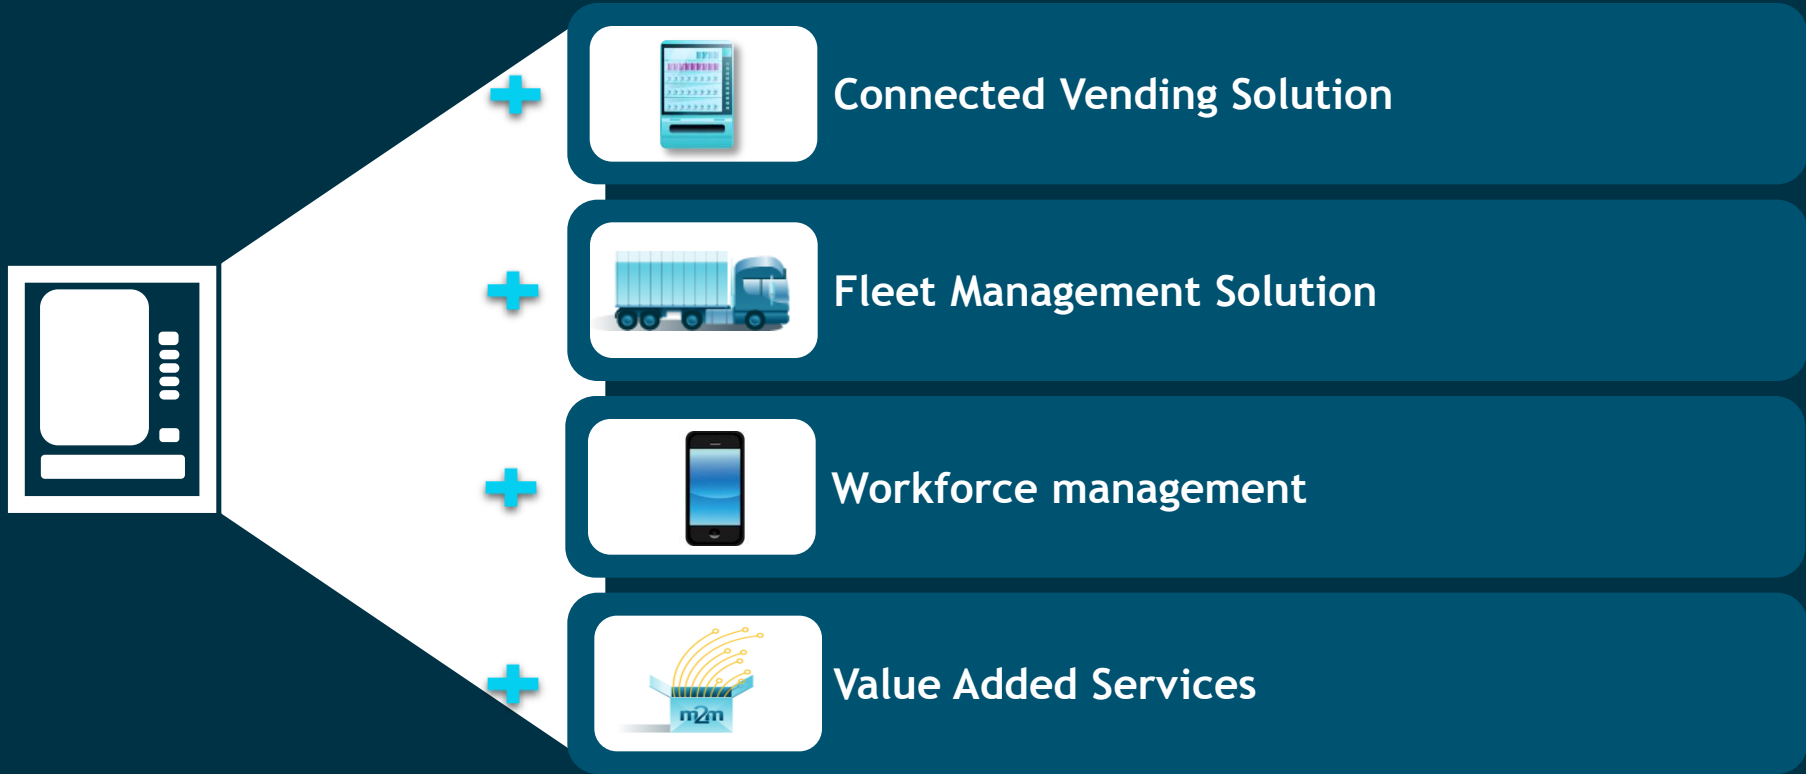 Connected Vending Solution
Fleet Management Solution
Workforce management
m2m
Value Added Services